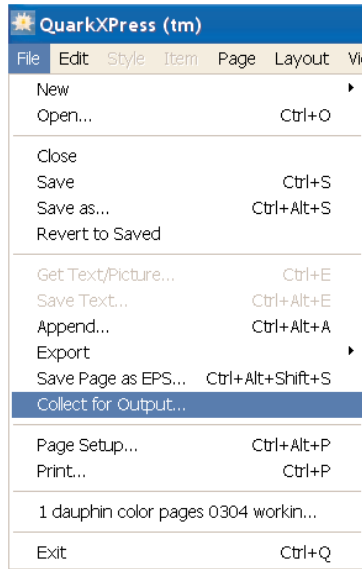 QuarkXPress (tm)
File Edit Style Item Page Layout Vi
New
Open... Ctrl+O
Close
Save Ctrl+S
Save as... Ctrl+Alt+S
Revert to Saved
Get Text/Picture... Ctrl+E
Save Text... Ctrl+Alt+E
Append... Ctrl+Alt+A
Export
Save Page as EPS... Ctrl+Alt+Shift+S
Collect for Output...
Page Setup... Ctrl+Alt+P
Print... Ctrl+P
1 dauphin color pages 0304 workin...
Exit Ctrl+Q